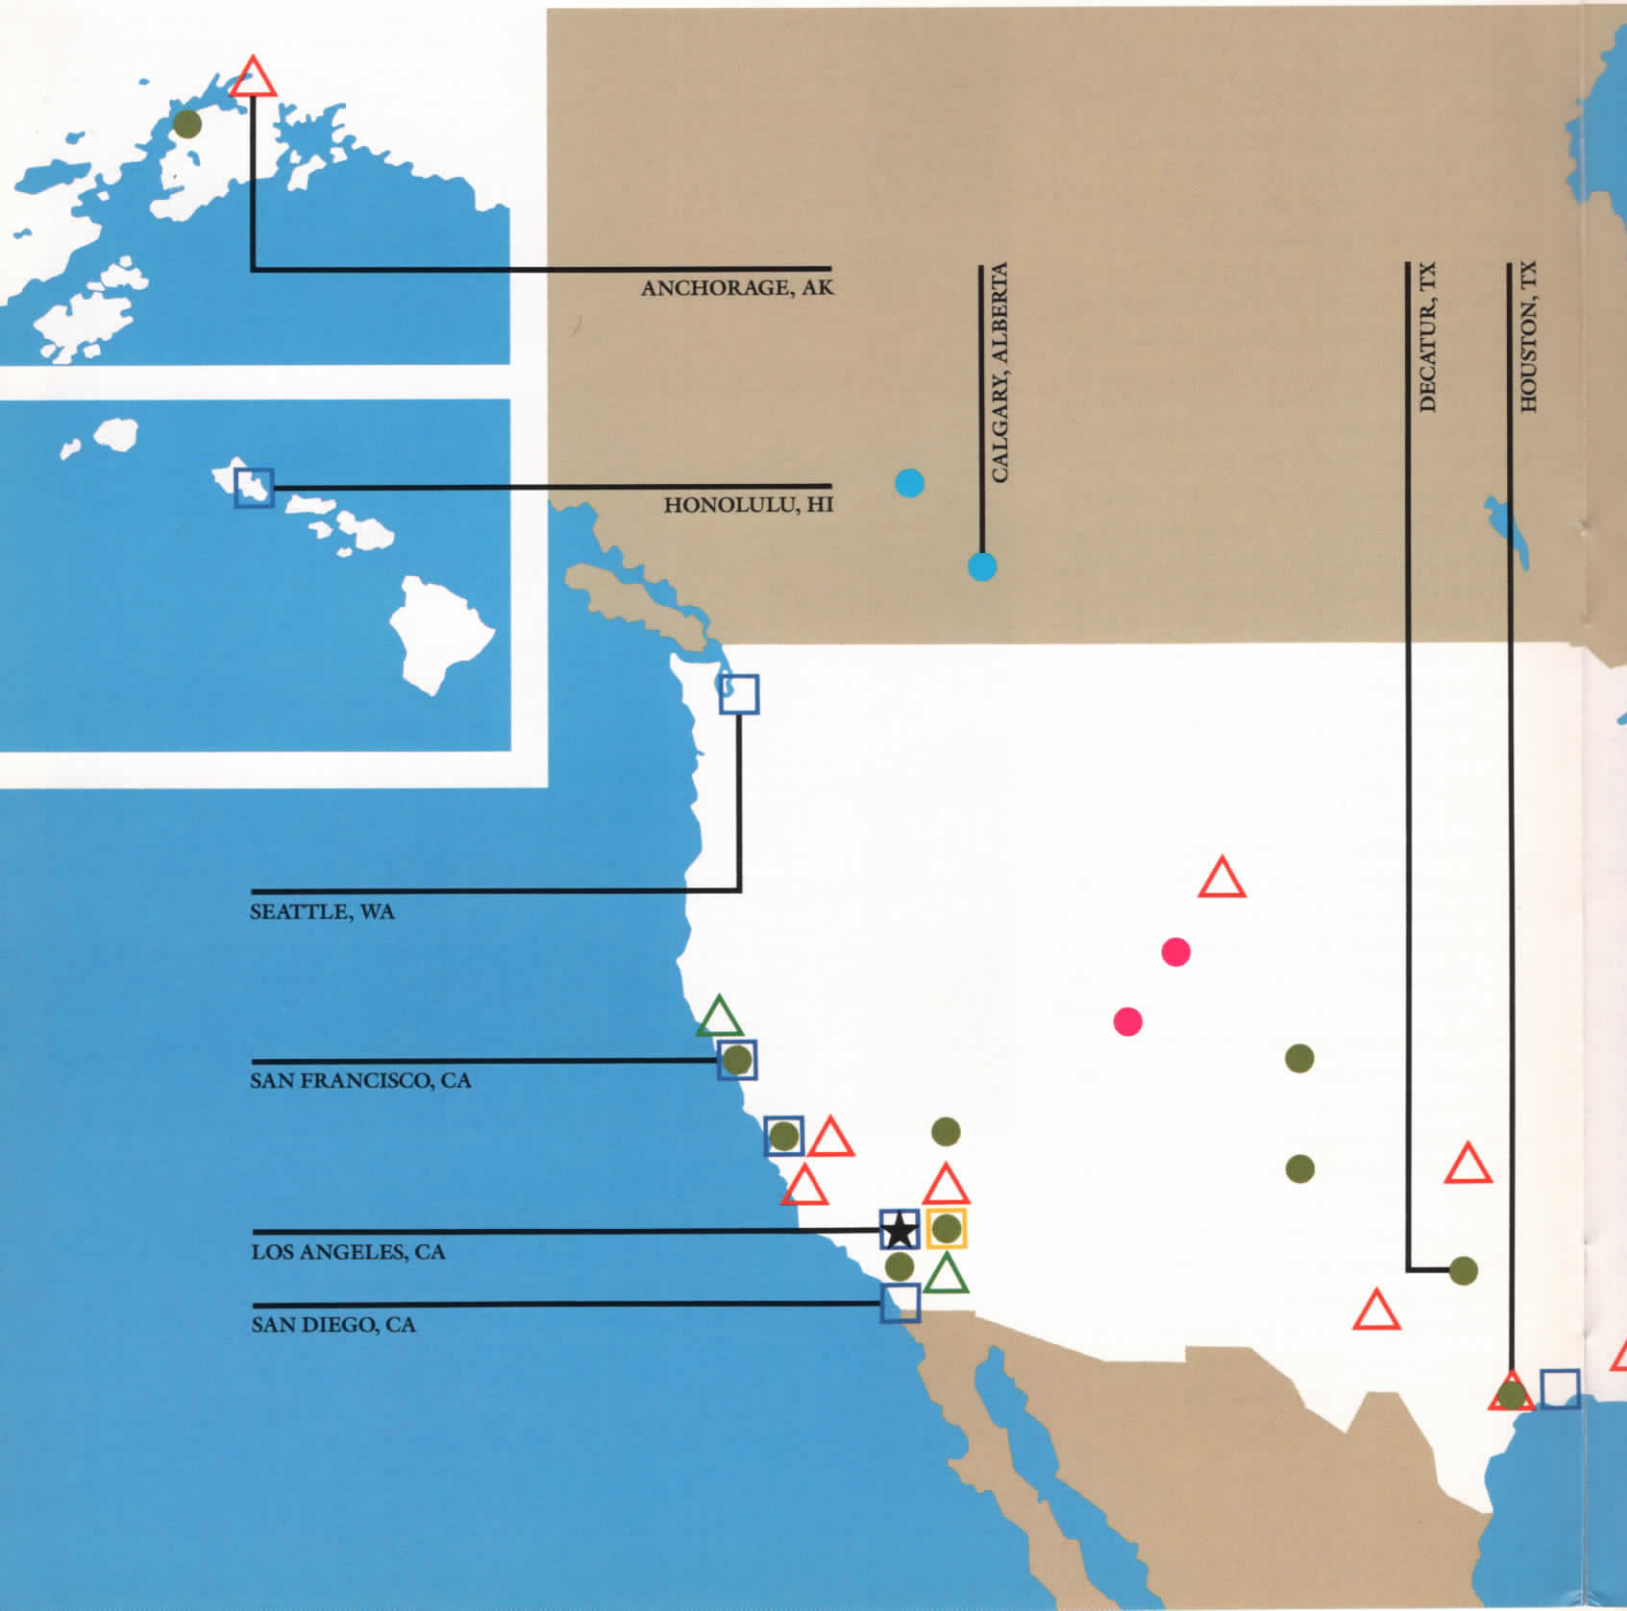 ANCHORAGE, AK
CALGARY, ALBERTA
DECATUR, TX
HOUSTON, TX
HONOLULU, HI
SEATTLE, WA
SAN FRANCISCO, CA
LOS ANGELES, CA
SAN DIEGO, CA